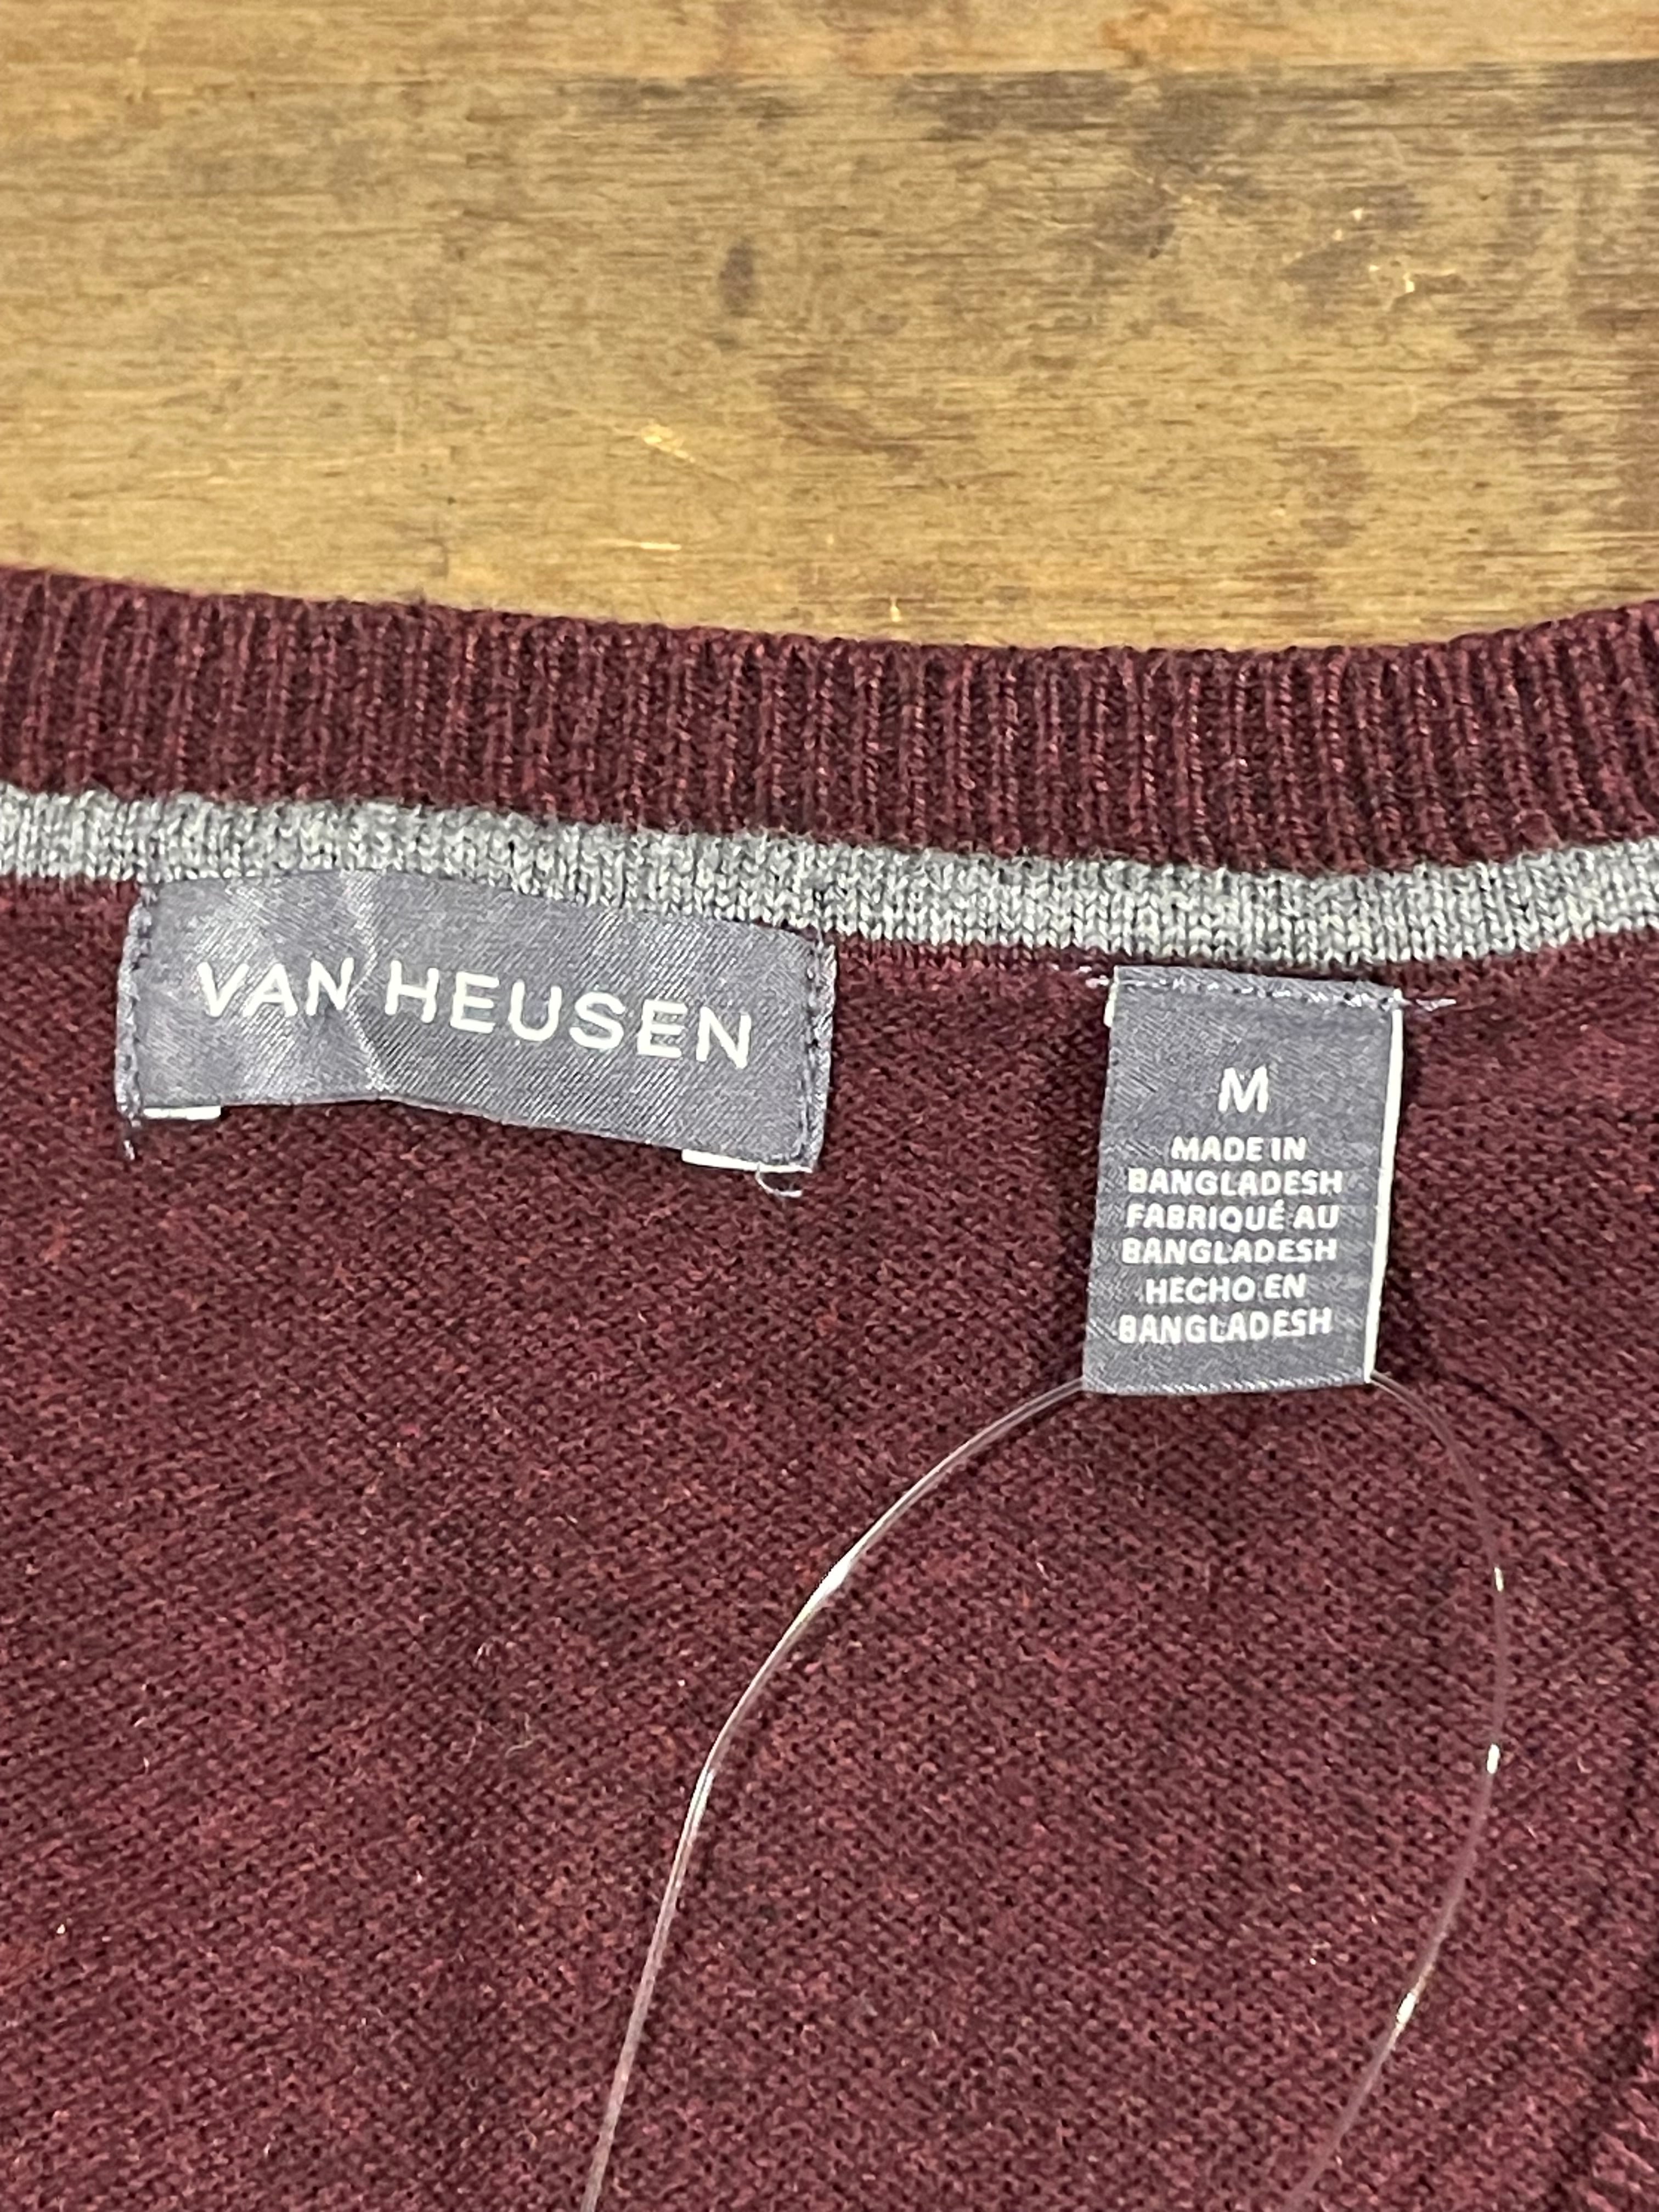 VAN HEUSEN
M
MADE IN
BANGLADESH
FABRIQUÉ AU
BANGLADESH
HECHO EN
BANGLADESH